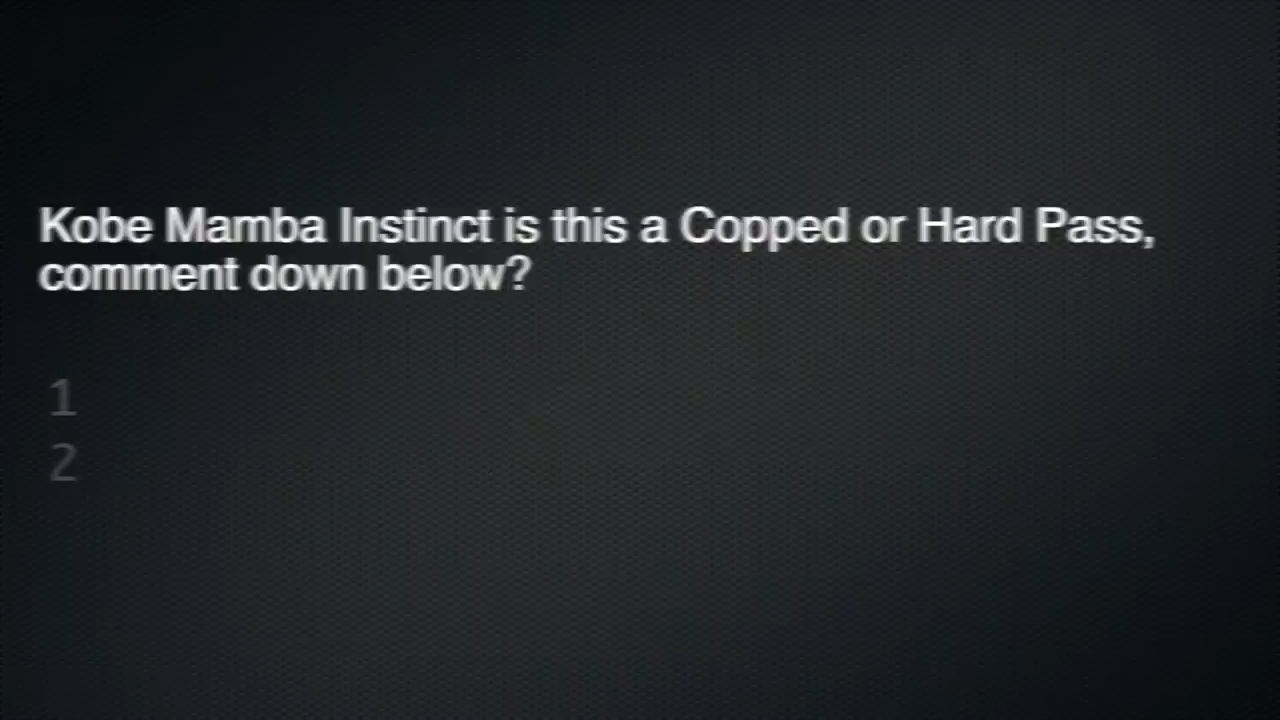 Kobe Mamba Instinct is this a Copped or Hard Pass,
comment down below?
1
2